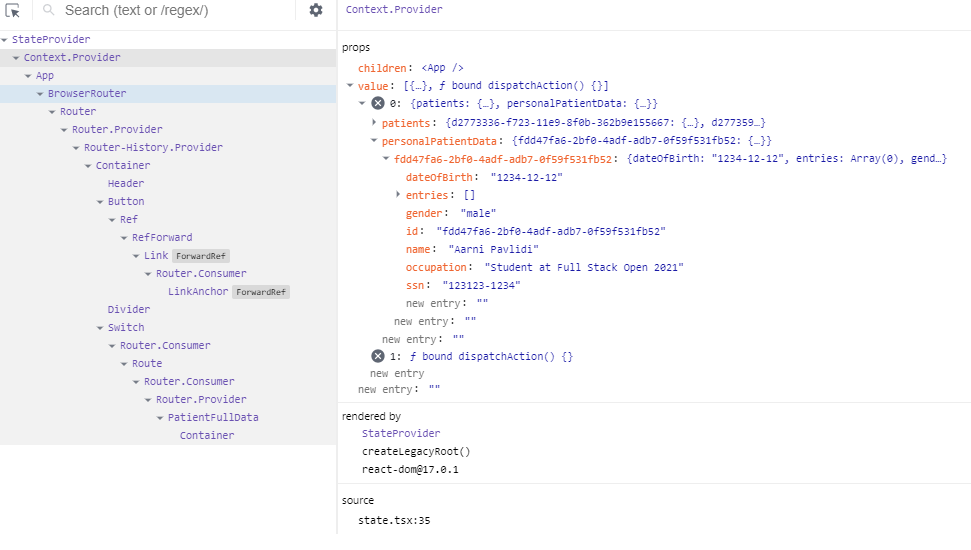 Search (text or /regex/)
StateProvider
Context.Provider
App
BrowserRouter
Router
Router.Provider
Router-History.Provider
Container
Header
Button
Ref
RefForward
Link ForwardRef
Router.Consumer
LinkAnchor ForwardRef
Divider
Switch
Router.Consumer
Route
Router.Consumer
Router.Provider
PatientFullData
Container
Context.Provider
props
children: <App />
value: [{…}, ƒ bound dispatchAction() {}]
0: {patients: {…}, personalPatientData: {…}}
patients: {d2773336-f723-11e9-8f0b-362b9e155667: {…}, d277359…}
personalPatientData: {fdd47fa6-2bf0-4adf-adb7-0f59f531fb52: {…}}
fdd47fa6-2bf0-4adf-adb7-0f59f531fb52: {dateOfBirth: "1234-12-12", entries: Array(0), gend…}
dateOfBirth: "1234-12-12"
entries: []
gender: "male"
id: "fdd47fa6-2bf0-4adf-adb7-0f59f531fb52"
name: "Aarni Pavlidi"
occupation: "Student at Full Stack Open 2021"
ssn: "123123-1234"
new entry: ""
new entry: ""
new entry: ""
1: ƒ bound dispatchAction() {}
new entry
new entry: ""
rendered by
StateProvider
createLegacyRoot()
react-dom@17.0.1
source
state.tsx:35